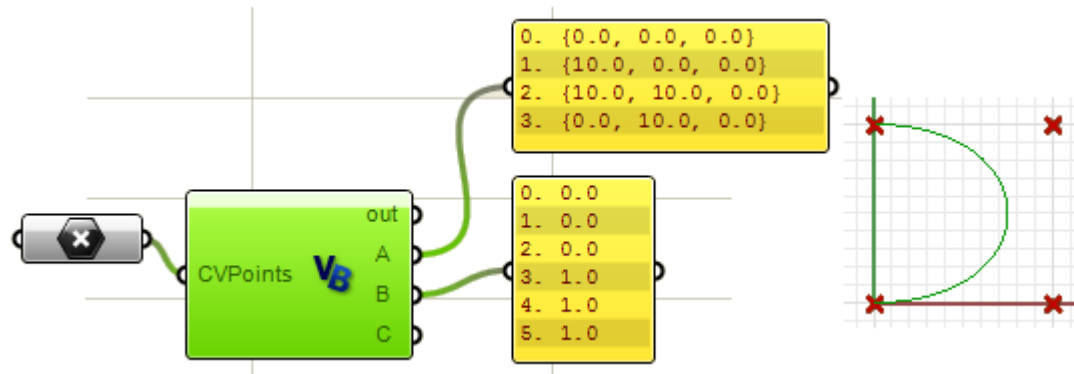 0. {0.0, 0.0, 0.0}
1. {10.0, 0.0, 0.0}
2. {10.0, 10.0, 0.0}
3. {0.0, 10.0, 0.0}
CVPoints
VB
out
A
B
C
0. 0.0
1. 0.0
2. 0.0
3. 1.0
4. 1.0
5. 1.0